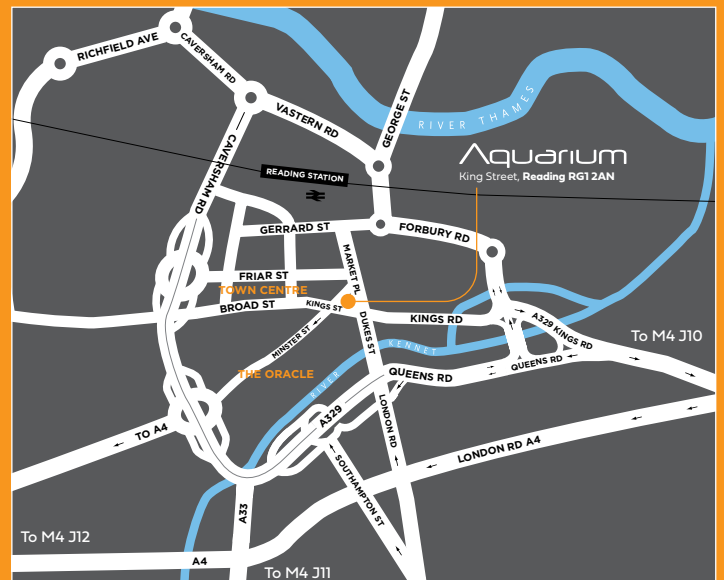 RICHFIELD AVE
CAVERSHAM RD
VASTERN RD
GEORGE ST
RIVER THAMES
Aquarium
King Street, Reading RG1 2AN
CAVERSHAM RD
READING STATION
GERRARD ST
FORBURY RD
MARKET PL
FRIAR ST
TOWN CENTRE
BROAD ST
KINGS ST
KINGS RD
A329 KINGS RD
To M4 J10
MINSTER ST
DUKES ST
RIVER KENNET
QUEENS RD
QUEENS RD
THE ORACLE
A329
LONDON RD
TO A4
LONDON RD A4
SOUTHAMPTON ST
A33
To M4 J12
A4
To M4 J11